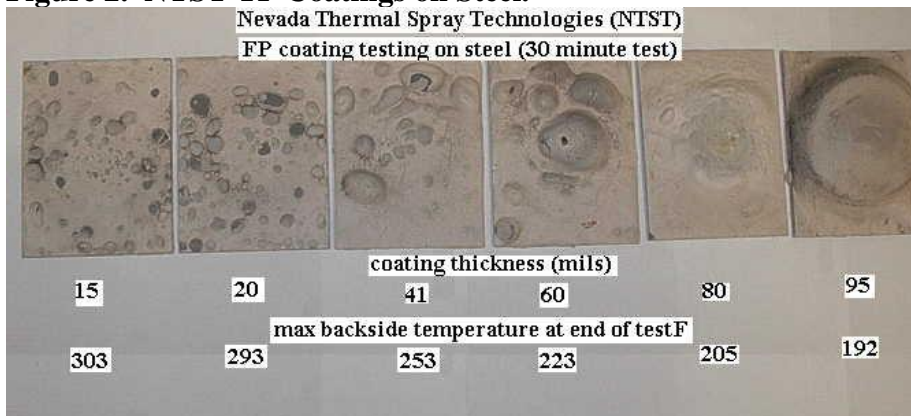 Nevada Thermal Spray Technologies (NTST)
FP coating testing on steel (30 minute test)
coating thickness (mils)
15 20 41 60 80 95
max backside temperature at end of testF
303 293 253 223 205 192